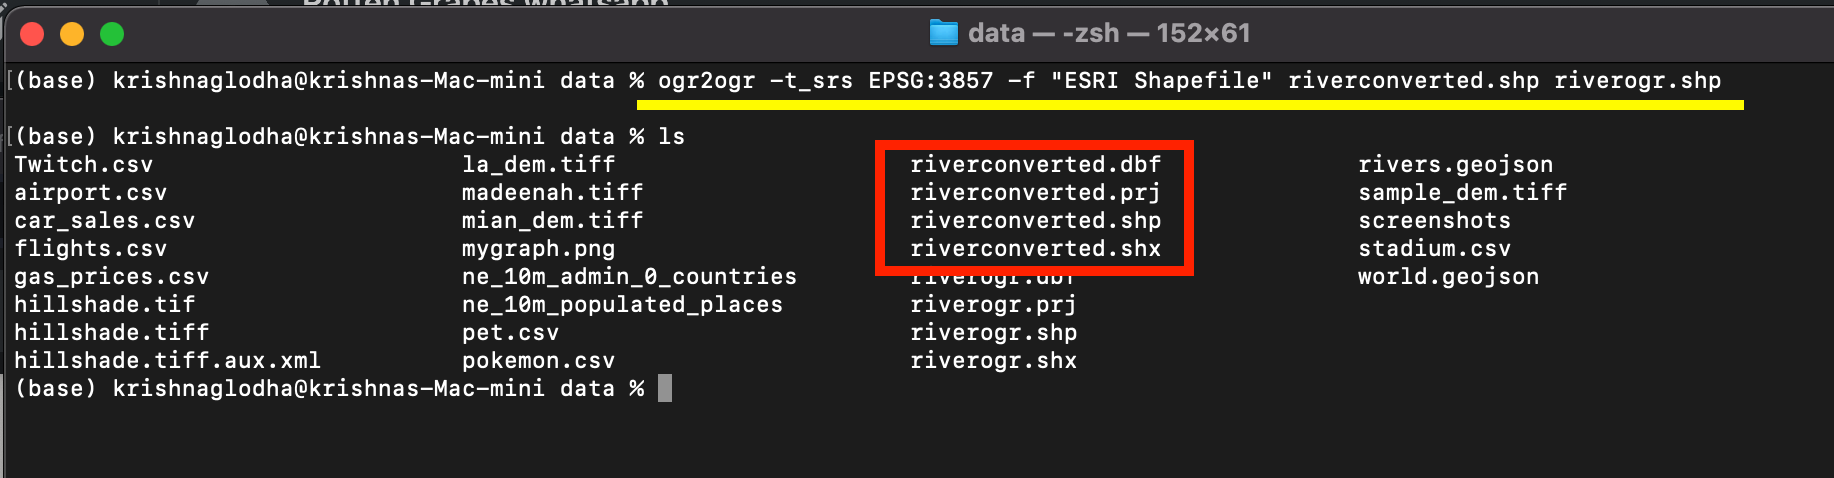 data — -zsh — 152×61
(base) krishnaglodha@krishnas-Mac-mini data % ogr2ogr -t_srs EPSG:3857 -f "ESRI Shapefile" riverconverted.shp riverogr.shp
(base) krishnaglodha@krishnas-Mac-mini data % ls
Twitch.csv la_dem.tiff riverconverted.dbf rivers.geojson
airport.csv madeenah.tiff riverconverted.prj sample_dem.tiff
car_sales.csv mian_dem.tiff riverconverted.shp screenshots
flights.csv mygraph.png riverconverted.shx stadium.csv
gas_prices.csv ne_10m_admin_0_countries riverogr.dbf world.geojson
hillshade.tif ne_10m_populated_places riverogr.prj
hillshade.tiff pet.csv riverogr.shp
hillshade.tiff.aux.xml pokemon.csv riverogr.shx
(base) krishnaglodha@krishnas-Mac-mini data %